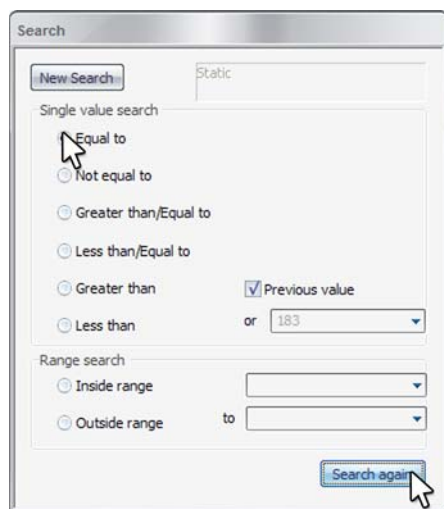 Search
New Search
Static
Single value search
Equal to
Not equal to
Greater than/Equal to
Less than/Equal to
Greater than
Previous value
Less than
or 183
Range search
Inside range
Outside range
to
Search again